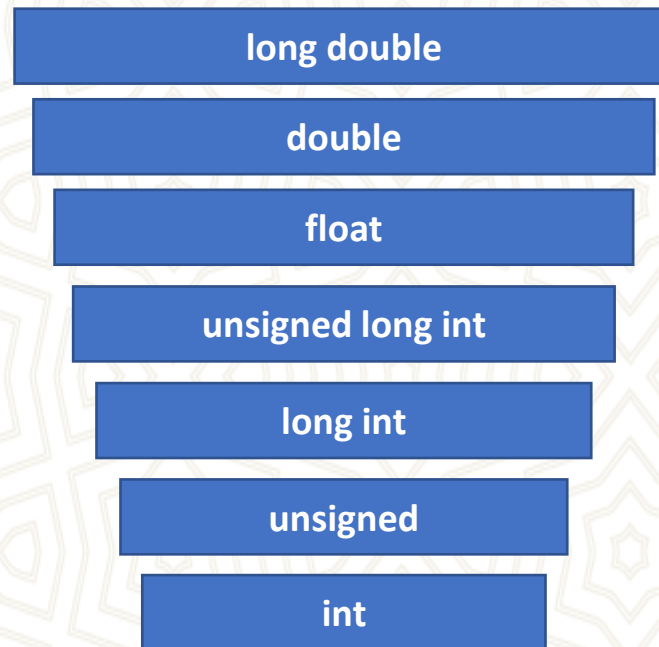 long double
double
float
unsigned long int
long int
unsigned
int